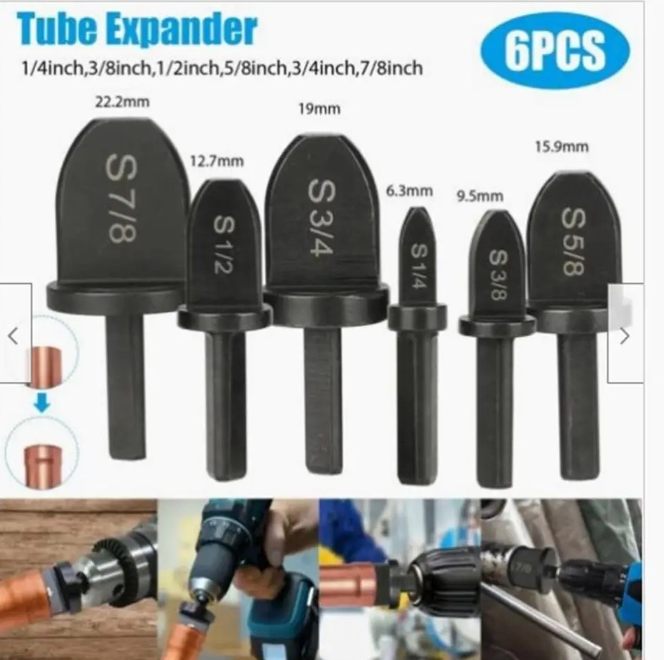 Tube Expander
6PCS
1/4inch,3/8inch,1/2inch,5/8inch,3/4inch,7/8inch
22.2mm
12.7mm
19mm
6.3mm
9.5mm
15.9mm
S 7/8
S 1/2
S 3/4
S 1/4
S 3/8
S 5/8
7/8